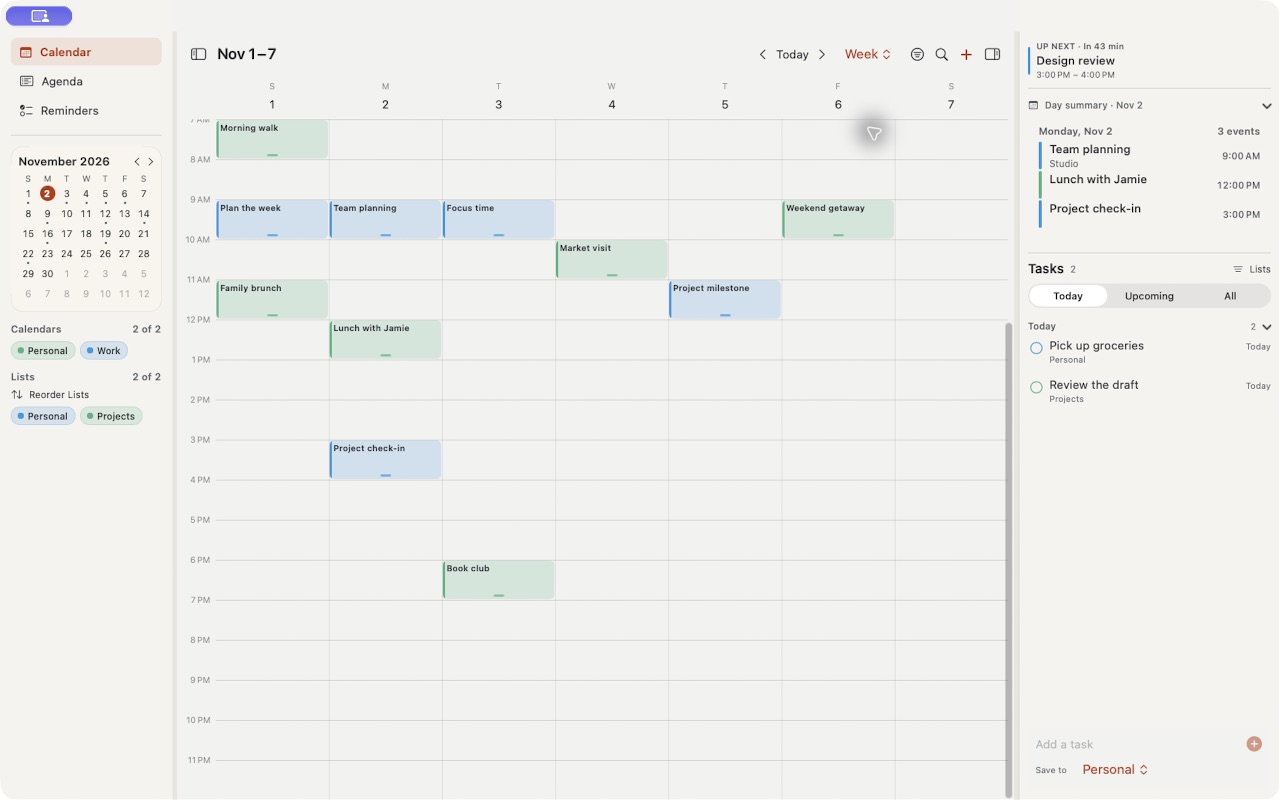 Calendar
Agenda
Reminders
November 2026
S M T W T F S
1 2 3 4 5 6 7
8 9 10 11 12 13 14
15 16 17 18 19 20 21
22 23 24 25 26 27 28
29 30 1 2 3 4 5
6 7 8 9 10 11 12
Calendars 2 of 2
Personal Work
Lists 2 of 2
Reorder Lists
Personal Projects
Nov 1–7
Today
Week
S M T W T F S
1 2 3 4 5 6 7
7 AM
Morning walk
8 AM
9 AM
Plan the week Team planning Focus time Weekend getaway
10 AM
Market visit
11 AM
Family brunch Project milestone
12 PM
Lunch with Jamie
1 PM
2 PM
3 PM
Project check-in
4 PM
5 PM
6 PM
Book club
7 PM
8 PM
9 PM
10 PM
11 PM
UP NEXT · In 43 min
Design review
3:00 PM – 4:00 PM
Day summary · Nov 2
Monday, Nov 2 3 events
Team planning 9:00 AM
Studio
Lunch with Jamie 12:00 PM
Project check-in 3:00 PM
Tasks 2 Lists
Today Upcoming All
Today 2
Pick up groceries Today
Personal
Review the draft Today
Projects
Add a task
Save to Personal